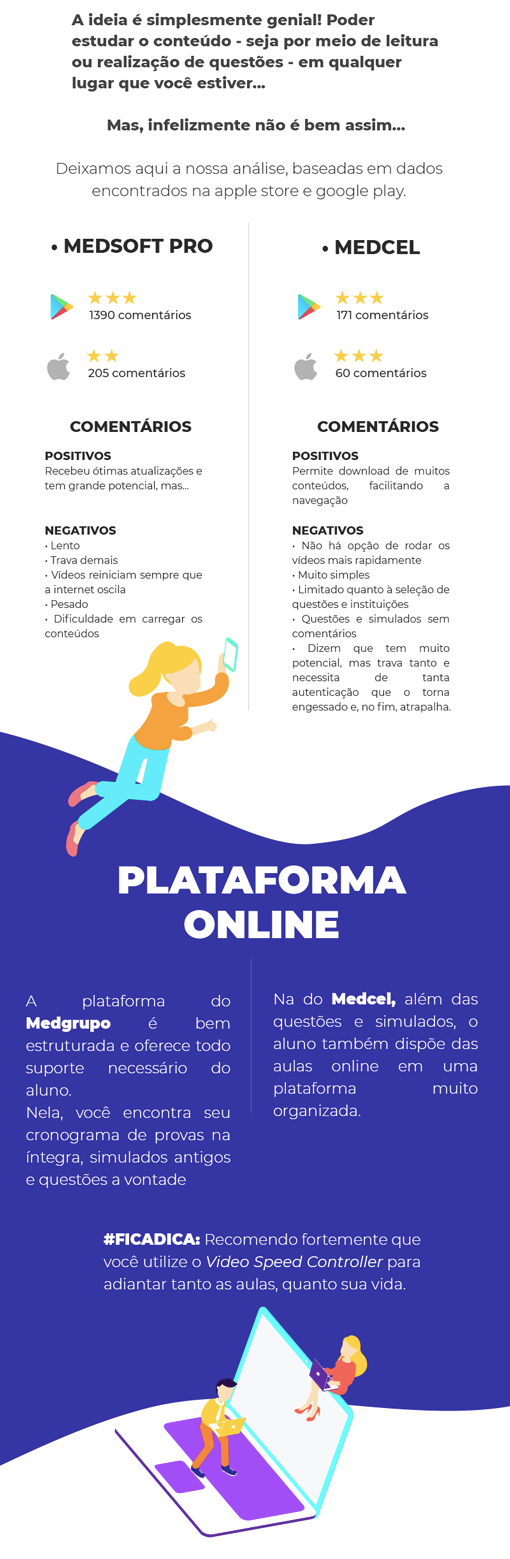 A ideia é simplesmente genial! Poder
estudar o conteúdo - seja por meio de leitura
ou realização de questões - em qualquer
lugar que você estiver...
Mas, infelizmente não é bem assim...
Deixamos aqui a nossa análise, baseadas em dados
encontrados na apple store e google play.
• MEDSOFT PRO
1390 comentários
205 comentários
COMENTÁRIOS
POSITIVOS
Recebeu ótimas atualizações e
tem grande potencial, mas...
NEGATIVOS
• Lento
• Trava demais
• Vídeos reiniciam sempre que
a internet oscila
• Pesado
• Dificuldade em carregar os
conteúdos
• MEDCEL
171 comentários
60 comentários
COMENTÁRIOS
POSITIVOS
Permite download de muitos
conteúdos, facilitando a
navegação
NEGATIVOS
• Não há opção de rodar os
vídeos mais rapidamente
• Muito simples
• Limitado quanto à seleção de
questões e instituições
• Questões e simulados sem
comentários
• Dizem que tem muito
potencial, mas trava tanto e
necessita de tanta
autenticação que o torna
engessado e, no fim, atrapalha.
PLATAFORMA
ONLINE
A plataforma do
Medgrupo é bem
estruturada e oferece todo
suporte necessário do
aluno.
Nela, você encontra seu
cronograma de provas na
íntegra, simulados antigos
e questões a vontade
Na do Medcel, além das
questões e simulados, o
aluno também dispõe das
aulas online em uma
plataforma muito
organizada.
#FICADICA: Recomendo fortemente que
você utilize o Video Speed Controller para
adiantar tanto as aulas, quanto sua vida.